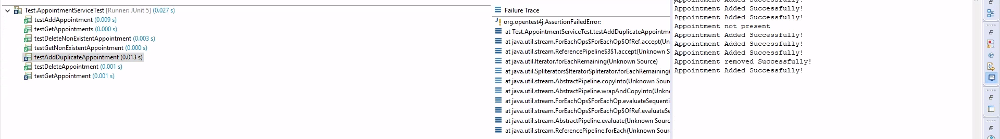 Test.AppointmentServiceTest [Runner: JUnit 5] (0.027 s)
testAddAppointment (0.009 s)
testGetAppointments (0.000 s)
testDeleteNonExistentAppointment (0.003 s)
testGetNonExistentAppointment (0.000 s)
testAddDuplicateAppointment (0.013 s)
testDeleteAppointment (0.001 s)
testGetAppointment (0.001 s)
Failure Trace
org.opentest4j.AssertionFailedError:
at Test.AppointmentServiceTest.testAddDuplicateAppointme
at java.util.stream.ForEachOps$ForEachOp$OfRef.accept(Un
at java.util.stream.ReferencePipeline$3$1.accept(Unknown S
at java.util.Iterator.forEachRemaining(Unknown Source)
at java.util.Spliterators$IteratorSpliterator.forEachRemaining(
at java.util.stream.AbstractPipeline.copyInto(Unknown Sour
at java.util.stream.AbstractPipeline.wrapAndCopyInto(Unkn
at java.util.stream.ForEachOps$ForEachOp.evaluateSequenti
at java.util.stream.ForEachOps$ForEachOp$OfRef.evaluateSe
at java.util.stream.AbstractPipeline.evaluate(Unknown Sourc
at java.util.stream.ReferencePipeline.forEach(Unknown Sour
Appointment Added Successfully!
Appointment Added Successfully!
Appointment Added Successfully!
Appointment not present
Appointment Added Successfully!
Appointment Added Successfully!
Appointment Added Successfully!
Appointment removed Successfully!
Appointment Added Successfully!